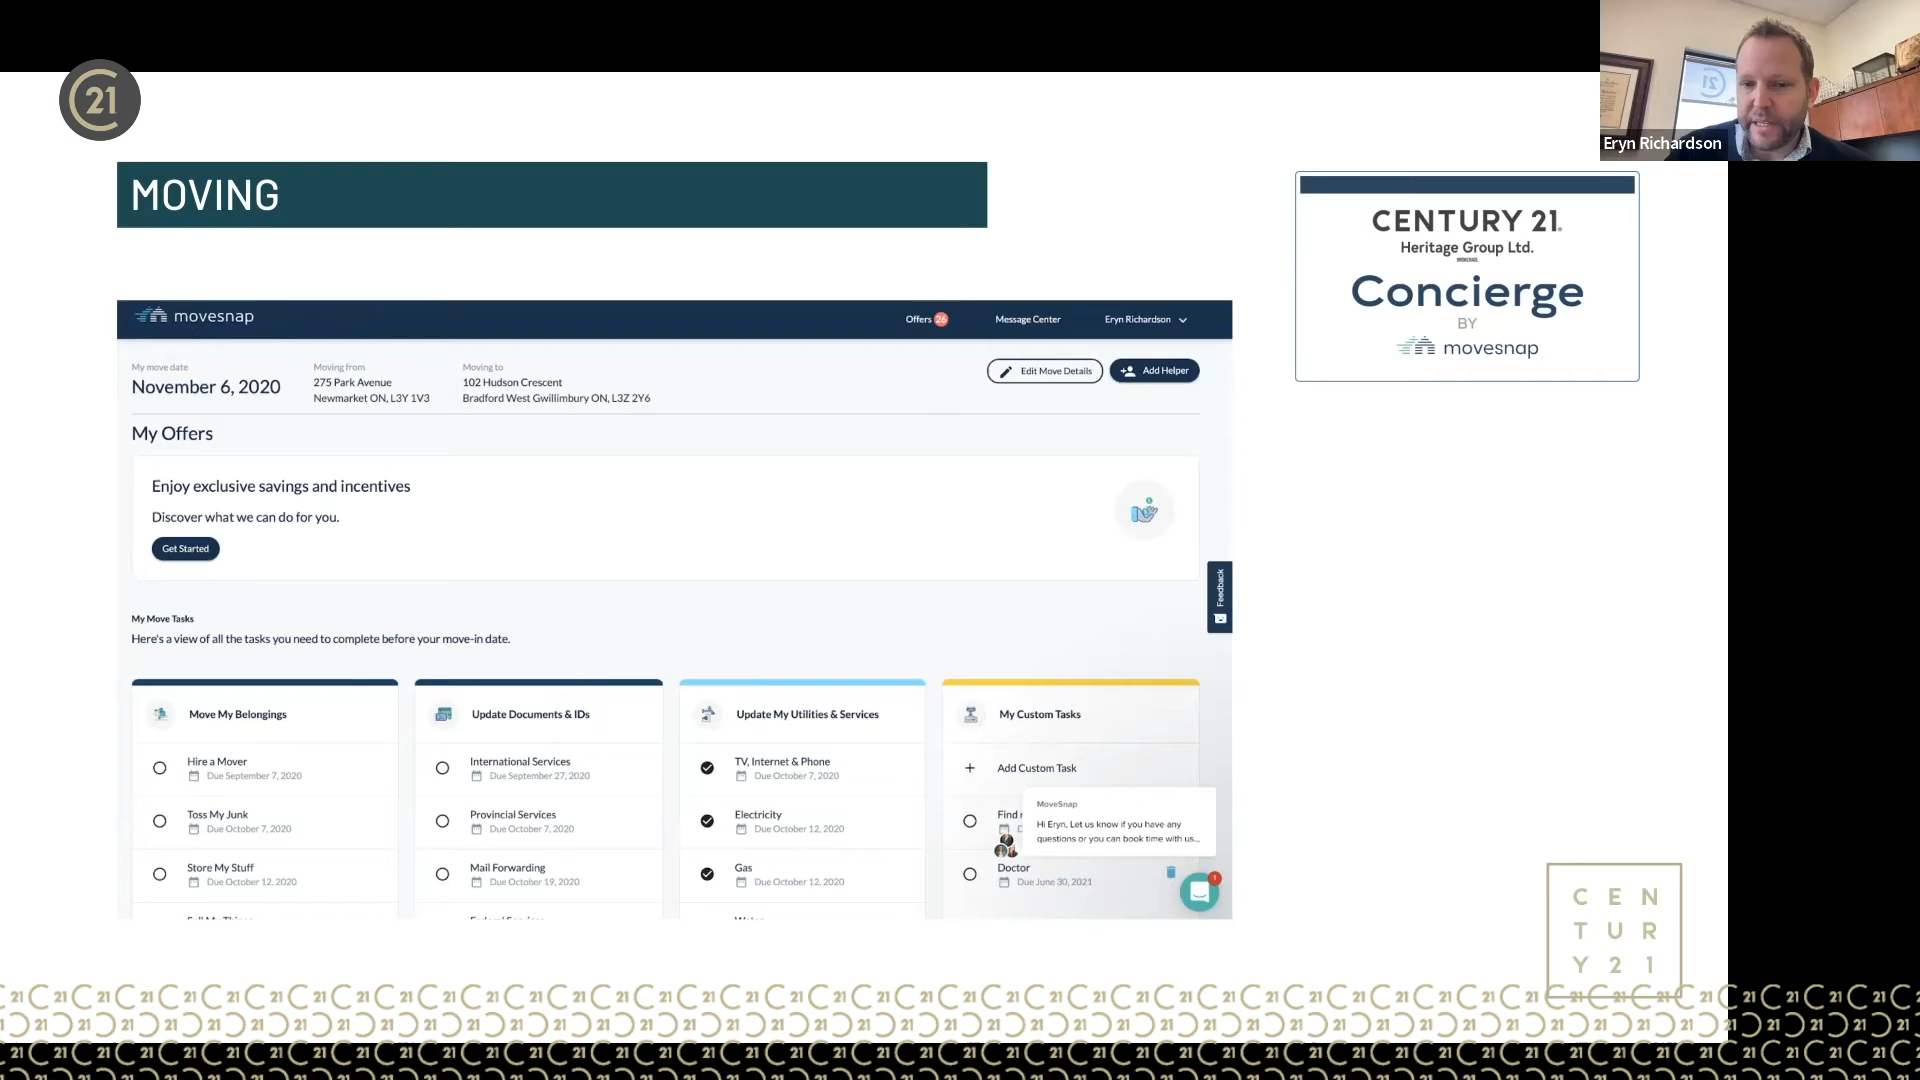 21
Eryn Richardson
MOVING
CENTURY 21.
Heritage Group Ltd.
BROKERAGE
Concierge
BY
movesnap
movesnap
Offers 26
Message Center
Eryn Richardson
My move date
November 6, 2020
Moving from
275 Park Avenue
Newmarket ON, L3Y 1V3
Moving to
102 Hudson Crescent
Bradford West Gwillimbury ON, L3Z 2Y6
Edit Move Details
Add Helper
My Offers
Enjoy exclusive savings and incentives
Discover what we can do for you.
Get Started
Feedback
My Move Tasks
Here's a view of all the tasks you need to complete before your move-in date.
Move My Belongings
Hire a Mover
Due September 7, 2020
Toss My Junk
Due October 7, 2020
Store My Stuff
Due October 12, 2020
Update Documents & IDs
International Services
Due September 27, 2020
Provincial Services
Due October 7, 2020
Mail Forwarding
Due October 19, 2020
Update My Utilities & Services
TV, Internet & Phone
Due October 7, 2020
Electricity
Due October 12, 2020
Gas
Due October 12, 2020
My Custom Tasks
+ Add Custom Task
Find
MoveSnap
Hi Eryn, Let us know if you have any
questions or you can book time with us...
Doctor
Due June 30, 2021
1
CEN
TUR
Y21